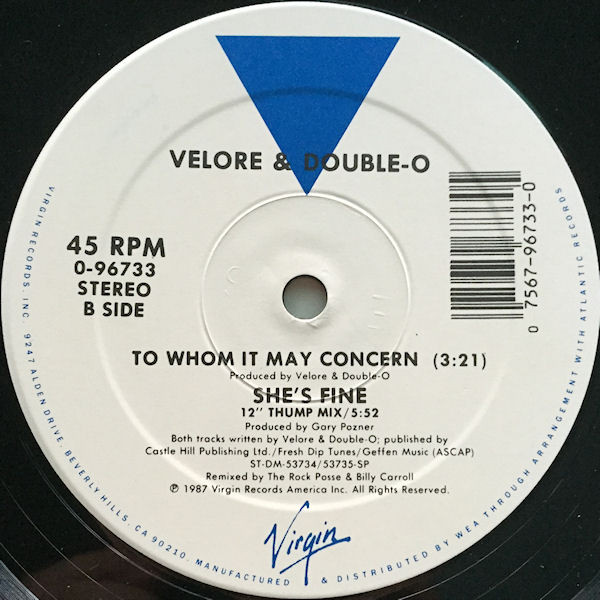 VELORE & DOUBLE-O
45 RPM
0-96733
STEREO
B SIDE
0 7567-96733-0
TO WHOM IT MAY CONCERN (3:21)
Produced by Velore & Double-O
SHE'S FINE
12" THUMP MIX/5:52
Produced by Gary Pozner
Both tracks written by Velore & Double-O; published by
Castle Hill Publishing Ltd./Fresh Dip Tunes/Geffen Music (ASCAP)
ST-DM-53734/53735-SP
Remixed by The Rock Posse & Billy Carroll
℗ 1987 Virgin Records America Inc. All Rights Reserved.
Virgin
VIRGIN RECORDS, INC. 9247 ALDEN DRIVE, BEVERLY HILLS, CA 90210. MANUFACTURED & DISTRIBUTED BY WEA THROUGH ARRANGEMENT WITH ATLANTIC RECORDS